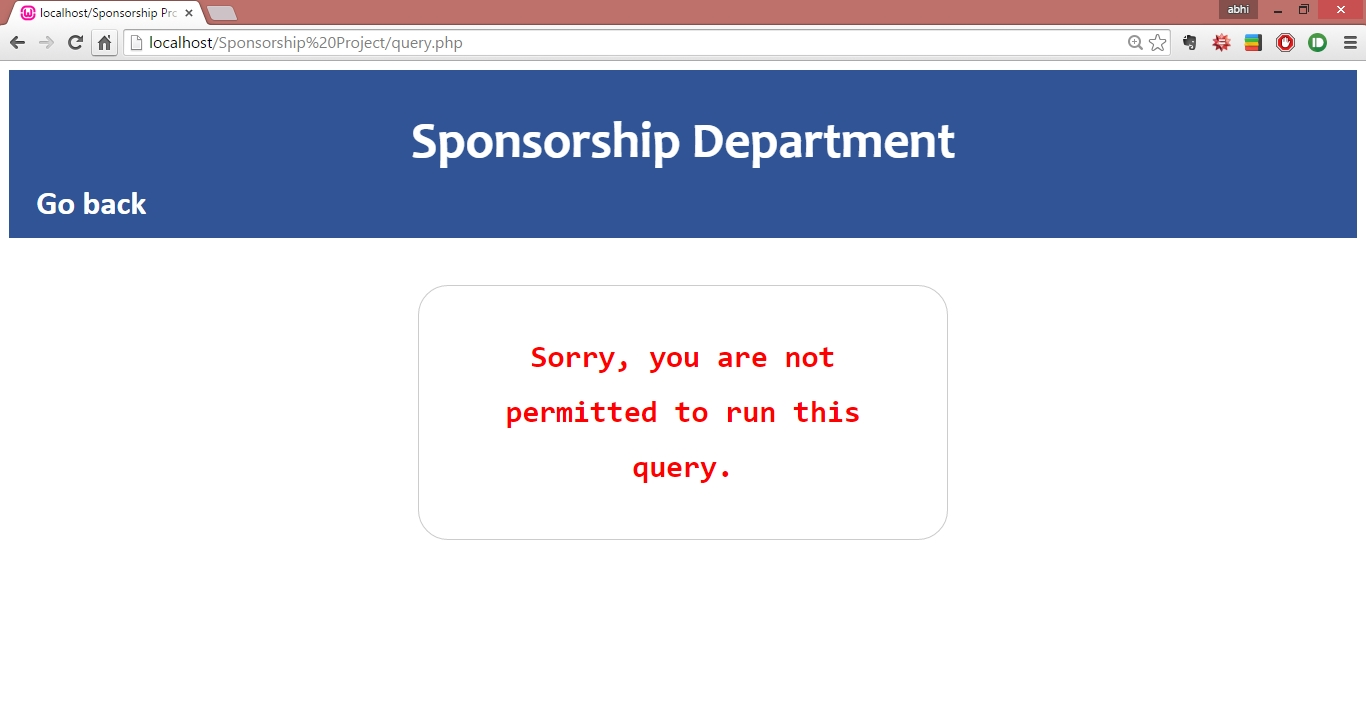 localhost/Sponsorship Pro
abhi
localhost/Sponsorship%20Project/query.php
Sponsorship Department
Go back
Sorry, you are not
permitted to run this
query.